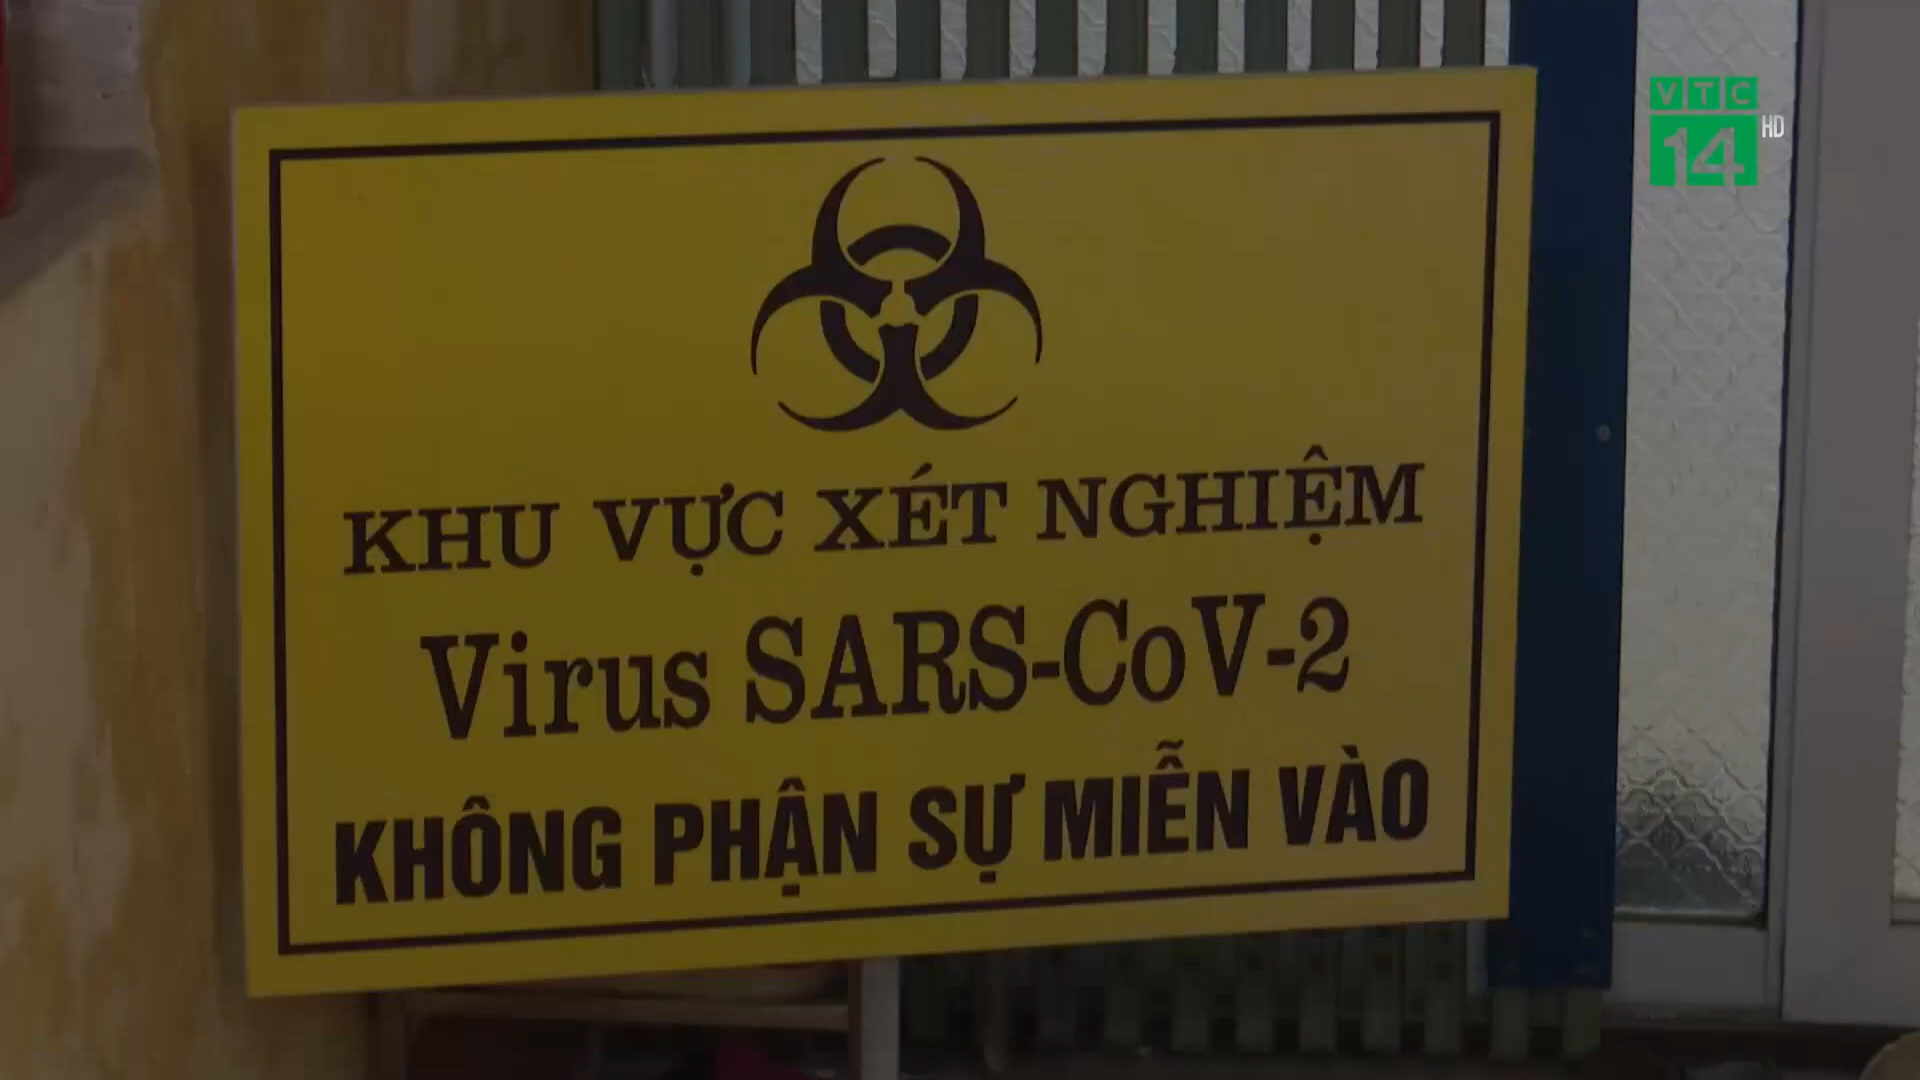 VTC
14 HD
KHU VỰC XÉT NGHIỆM
Virus SARS-CoV-2
KHÔNG PHẬN SỰ MIỄN VÀO